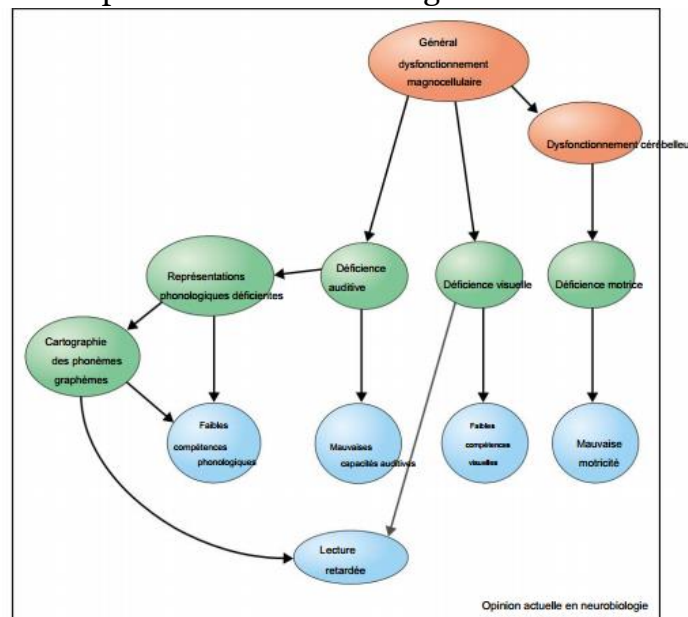 Général
dysfonctionnement
magnocellulaire
Dysfonctionnement cérébelleu
Représentations
phonologiques déficientes
Déficience
auditive
Déficience visuelle
Déficience motrice
Cartographie
des phonèmes
graphèmes
Faibles
compétences
phonologiques
Mauvaises
capacités auditives
Faibles
compétences
visuelles
Mauvaise
motricité
Lecture
retardée
Opinion actuelle en neurobiologie